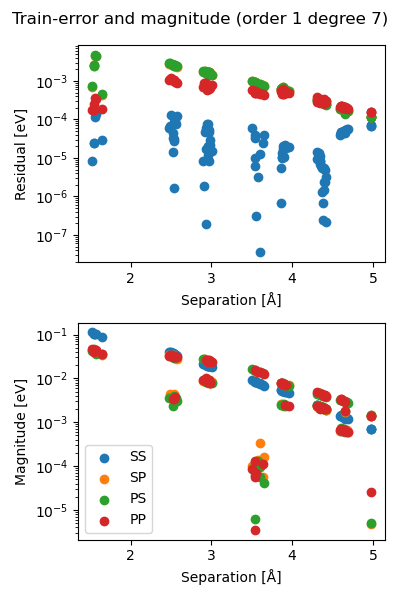 Train-error and magnitude (order 1 degree 7)
Residual [eV]
10⁻³
10⁻⁴
10⁻⁵
10⁻⁶
10⁻⁷
2 3 4 5
Separation [Å]
Magnitude [eV]
10⁻¹
10⁻²
10⁻³
10⁻⁴
10⁻⁵
SS
SP
PS
PP
2 3 4 5
Separation [Å]